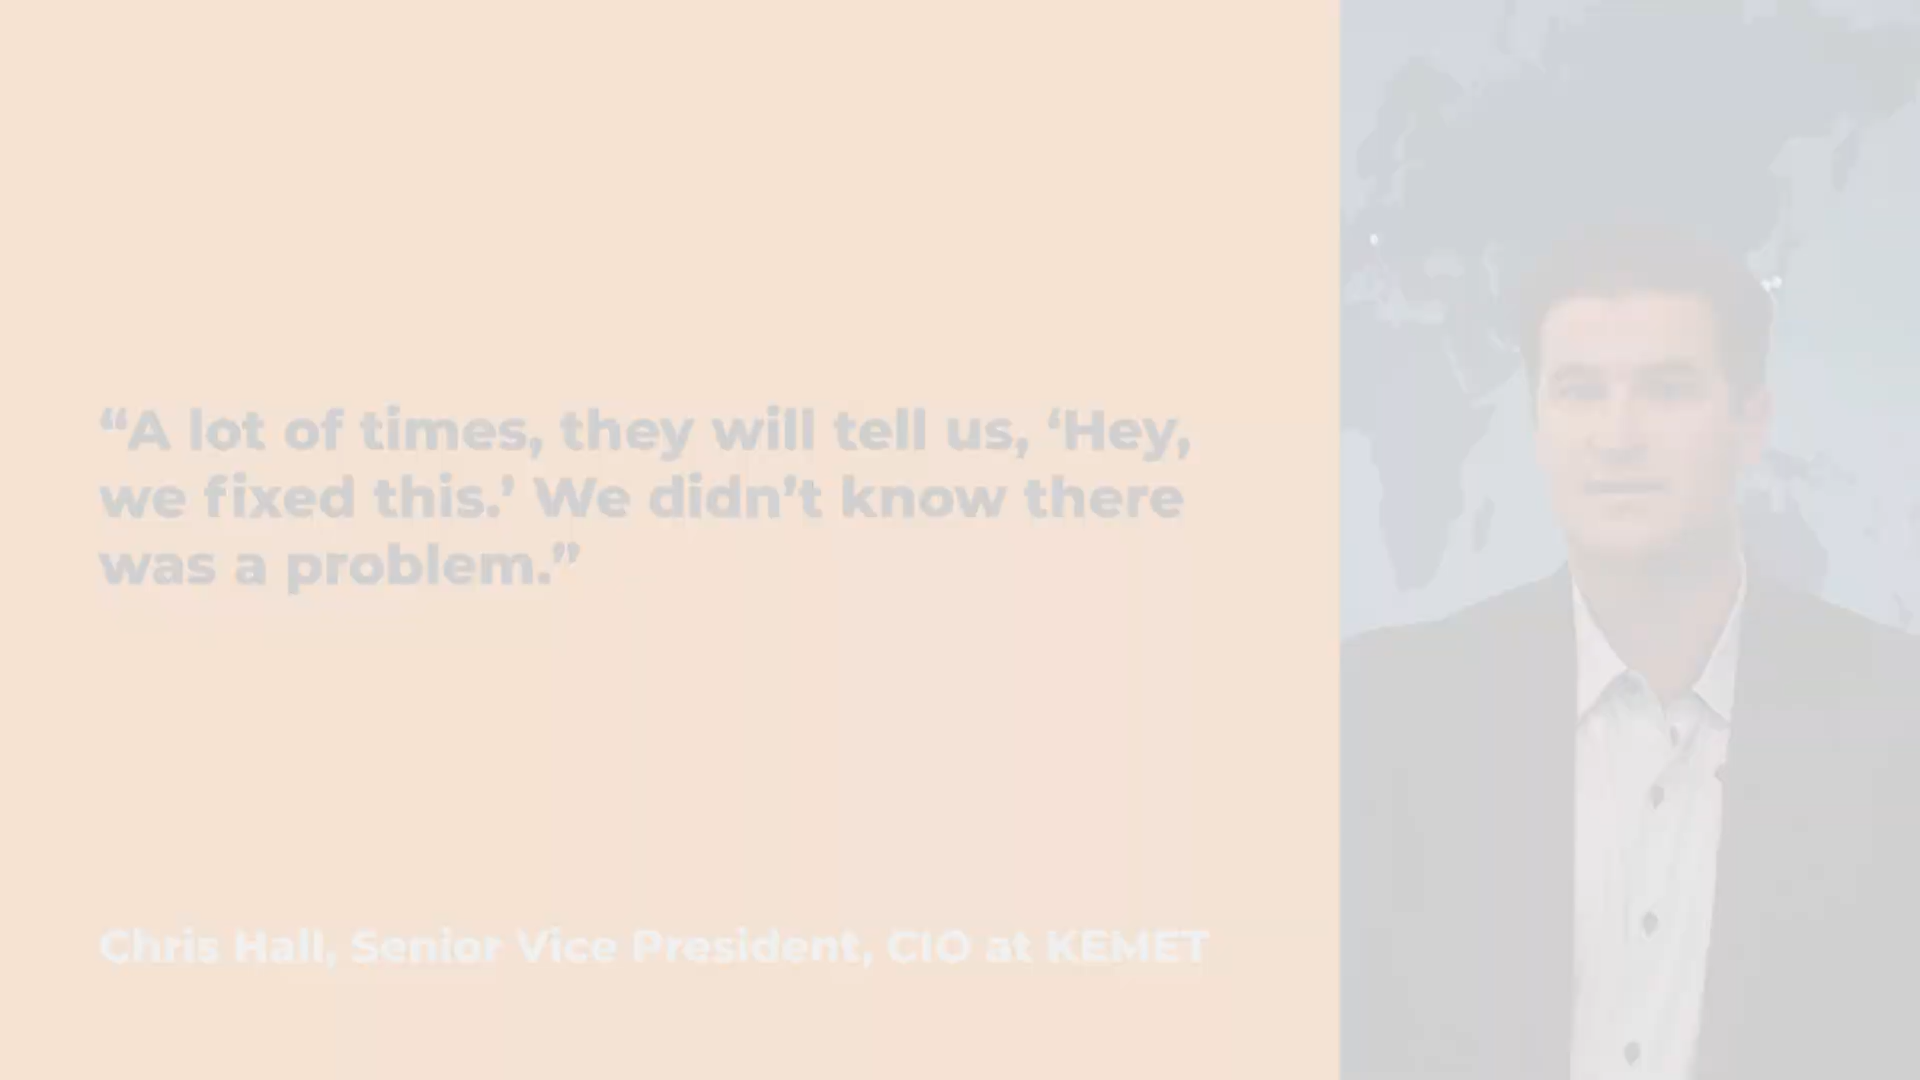 “A lot of times, they will tell us, ‘Hey,
we fixed this.’ We didn’t know there
was a problem.”
Chris Hall, Senior Vice President, CIO at KEMET